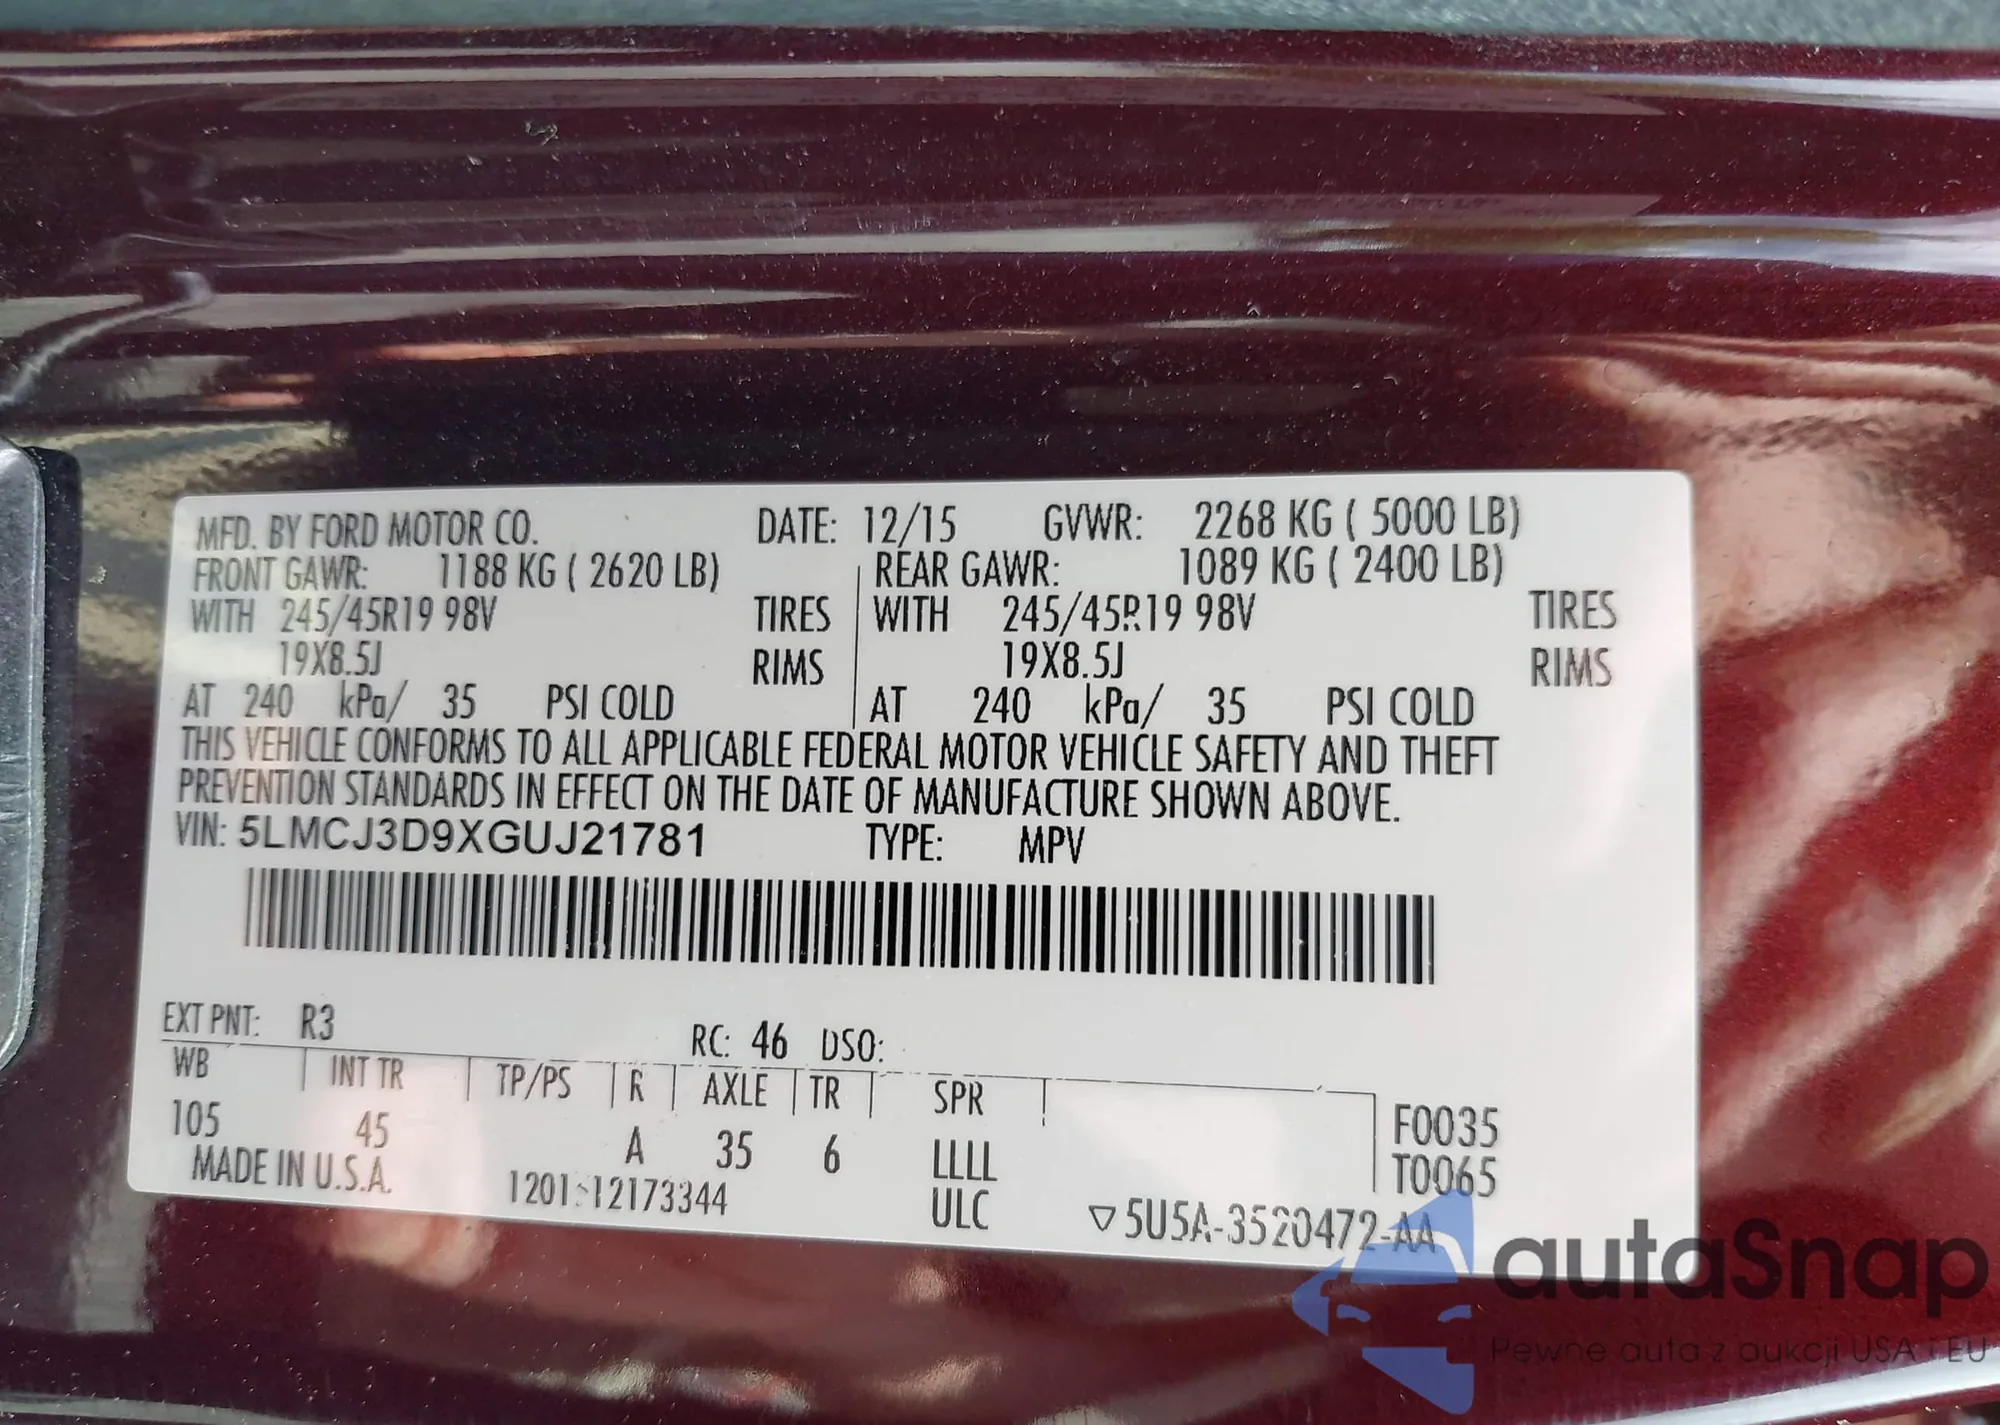 MFD. BY FORD MOTOR CO. DATE: 12/15 GVWR: 2268 KG ( 5000 LB)
FRONT GAWR: 1188 KG ( 2620 LB) REAR GAWR: 1089 KG ( 2400 LB)
WITH 245/45R19 98V TIRES WITH 245/45R19 98V TIRES
19X8.5J RIMS 19X8.5J RIMS
AT 240 kPa/ 35 PSI COLD AT 240 kPa/ 35 PSI COLD
THIS VEHICLE CONFORMS TO ALL APPLICABLE FEDERAL MOTOR VEHICLE SAFETY AND THEFT
PREVENTION STANDARDS IN EFFECT ON THE DATE OF MANUFACTURE SHOWN ABOVE.
VIN: 5LMCJ3D9XGUJ21781 TYPE: MPV
EXT PNT: R3 RC: 46 DSO:
WB INT TR TP/PS R AXLE TR SPR F0035
105 45 A 35 6 LLLL T0065
MADE IN U.S.A. ULC ▽5U5A-3520472-AA
autaSnap
Pewne auta z aukcji USA i EU